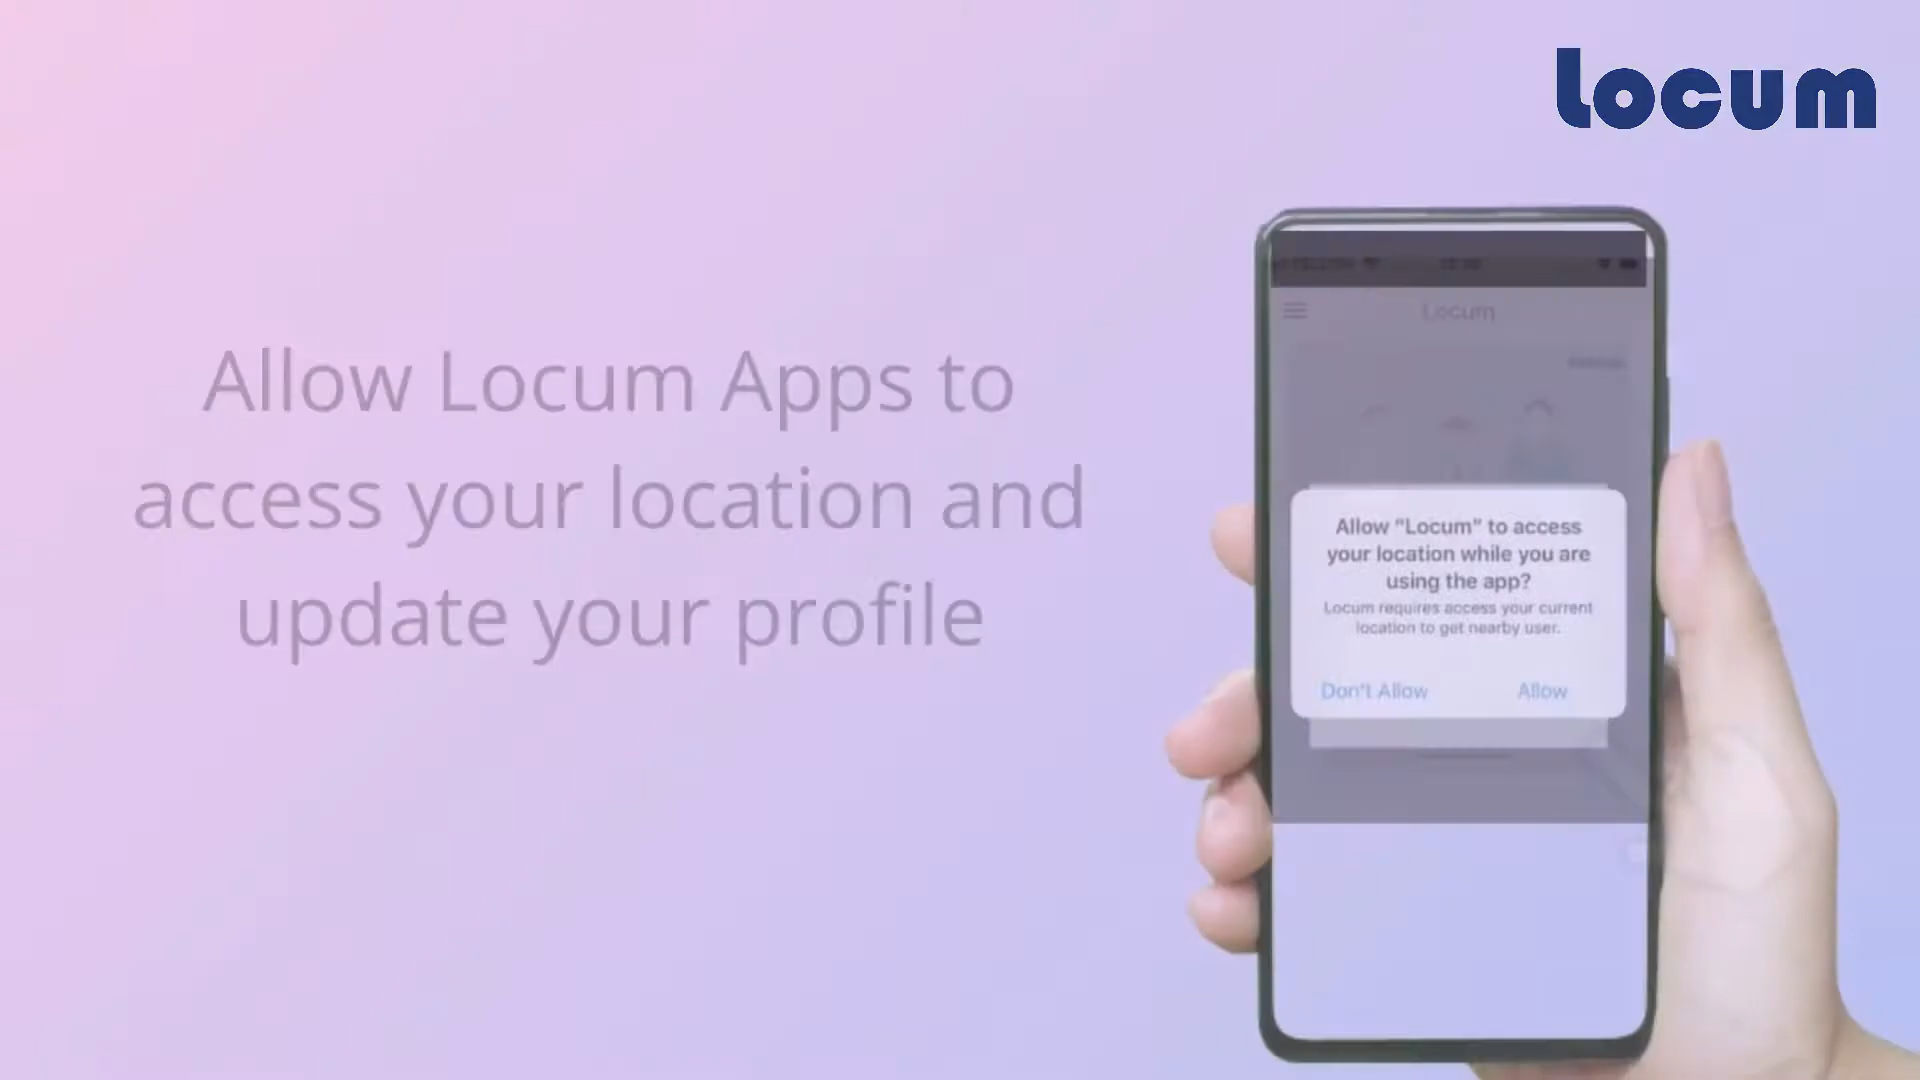 Locum
Allow Locum Apps to
access your location and
update your profile
Locum
Allow “Locum” to access
your location while you are
using the app?
Locum requires access your current
location to get nearby user.
Don't Allow
Allow